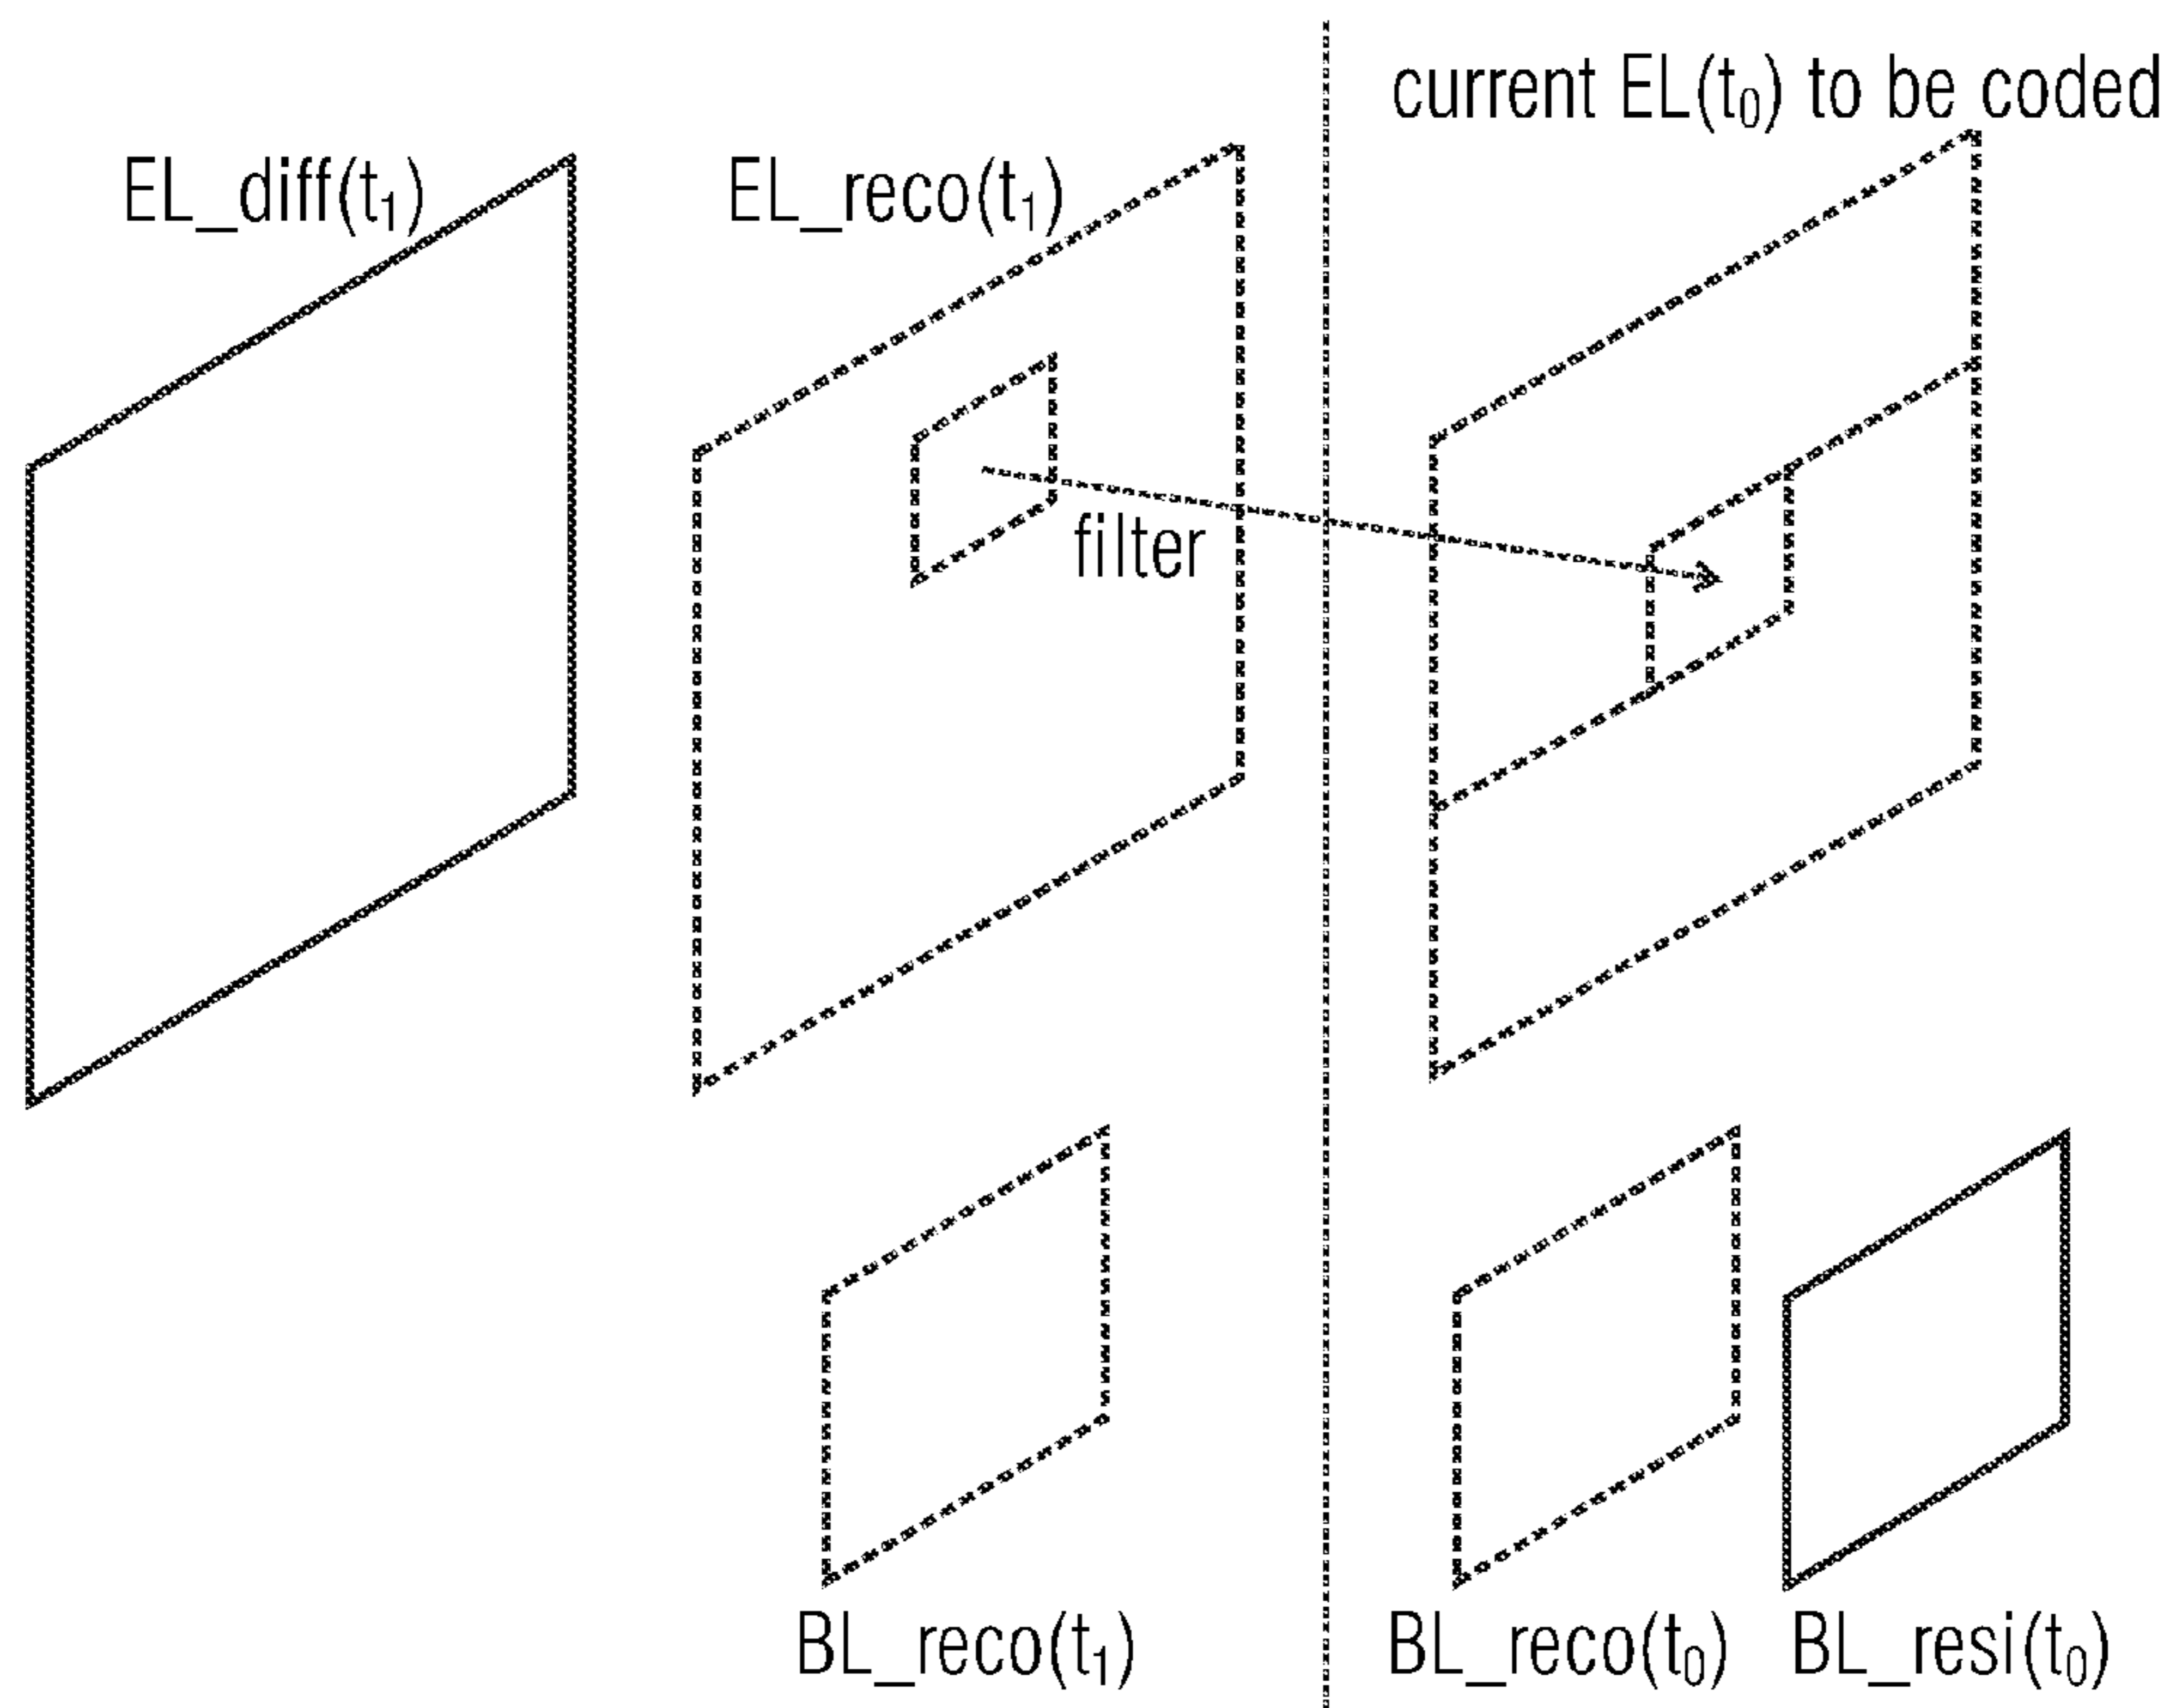 current EL(t₀) to be coded
EL_diff(t₁)
EL_reco(t₁)
filter
BL_reco(t₁)
BL_reco(t₀)
BL_resi(t₀)